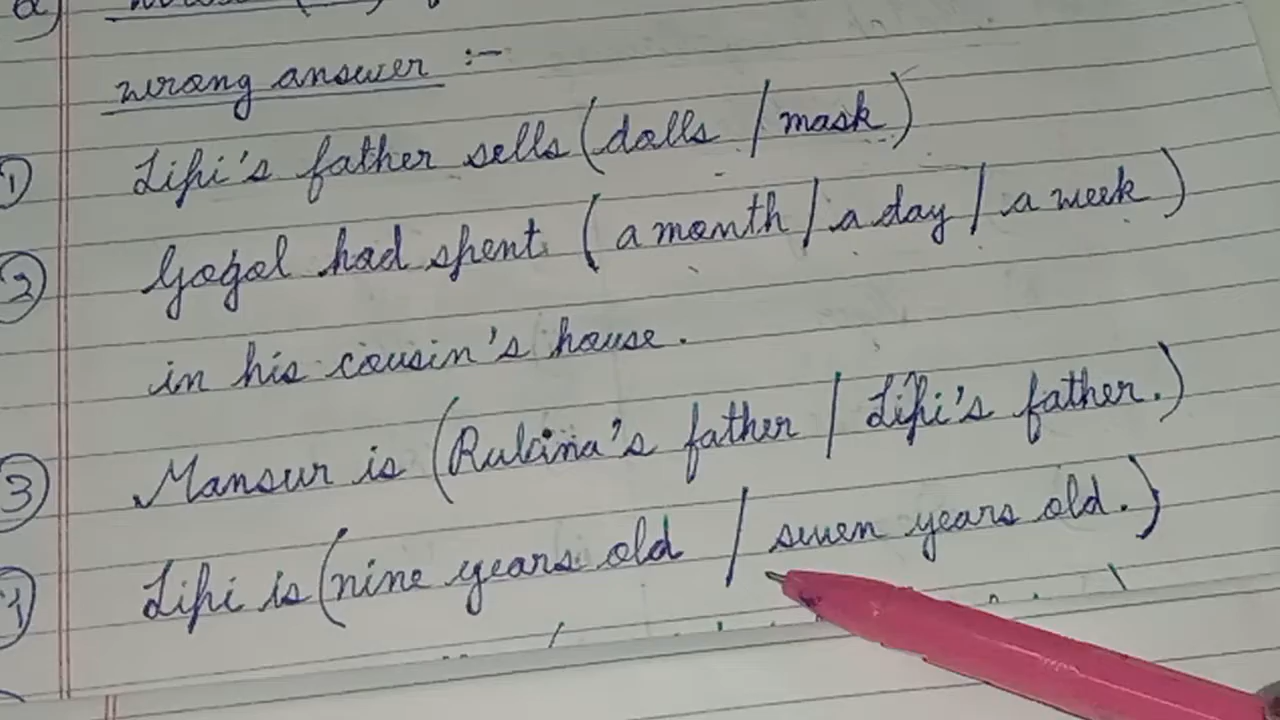 a)
wrong answer :-
① Lipi's father sells (dolls / mask)
② Gogol had spent (a month / a day / a week)
in his cousin's house.
③ Mansur is (Rukina's father / Lipi's father.)
④ Lipi is (nine years old / seven years old.)